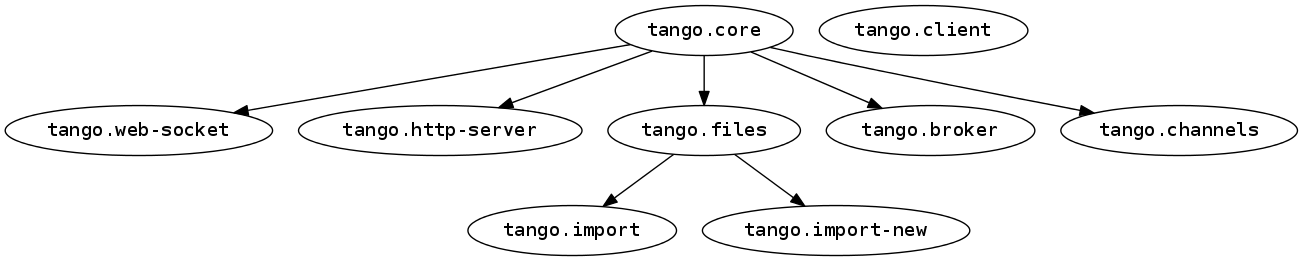 tango.core
tango.client
tango.web-socket
tango.http-server
tango.files
tango.broker
tango.channels
tango.import
tango.import-new